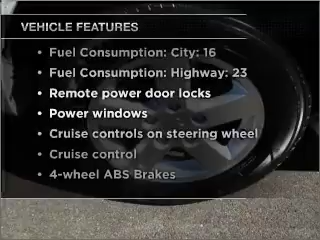 VEHICLE FEATURES
• Fuel Consumption: City: 16
• Fuel Consumption: Highway: 23
• Remote power door locks
• Power windows
• Cruise controls on steering wheel
• Cruise control
• 4-wheel ABS Brakes